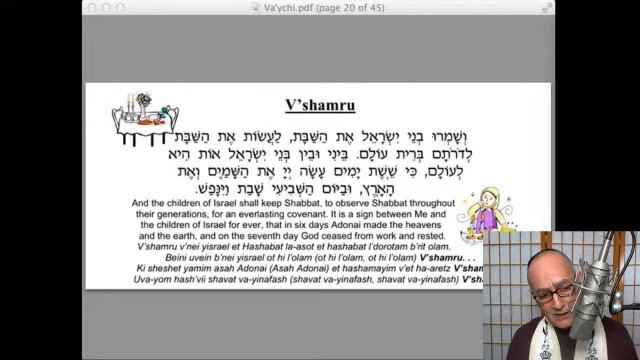 Va'ychi.pdf (page 20 of 45)
V'shamru
וְשָׁמְרוּ בְנֵי יִשְׂרָאֵל אֶת הַשַּׁבָּת, לַעֲשׂוֹת אֶת הַשַּׁבָּת
לְדֹרֹתָם בְּרִית עוֹלָם. בֵּינִי וּבֵין בְּנֵי יִשְׂרָאֵל אוֹת הִיא
לְעוֹלָם, כִּי שֵׁשֶׁת יָמִים עָשָׂה יְיָ אֶת הַשָּׁמַיִם וְאֶת
הָאָרֶץ, וּבַיּוֹם הַשְּׁבִיעִי שָׁבַת וַיִּנָּפַשׁ.
And the children of Israel shall keep Shabbat, to observe Shabbat throughout
their generations, for an everlasting covenant. It is a sign between Me and
the children of Israel for ever, that in six days Adonai made the heavens
and the earth, and on the seventh day God ceased from work and rested.
V'shamru v'nei yisrael et Hashabat la-asot et hashabat l'dorotam b'rit olam.
Beini uvein b'nei yisrael ot hi l'olam (ot hi l'olam, ot hi l'olam) V'shamru. . .
Ki sheshet yamim asah Adonai (Asah Adonai) et hashamayim v'et ha-aretz V'sham
Uva-yom hash'vii shavat va-yinafash (shavat va-yinafash, shavat va-yinafash) V'sh